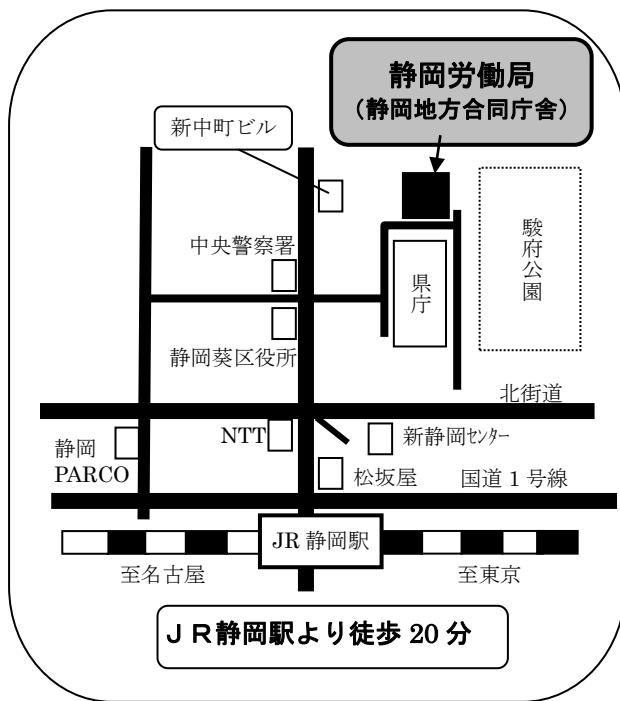 静岡労働局
(静岡地方合同庁舎)
新中町ビル
中央警察署
駿府公園
県庁
静岡葵区役所
北街道
NTT
新静岡ｾﾝﾀｰ
静岡
PARCO
松坂屋
国道1号線
JR 静岡駅
至名古屋
至東京
ＪＲ静岡駅より徒歩 20 分